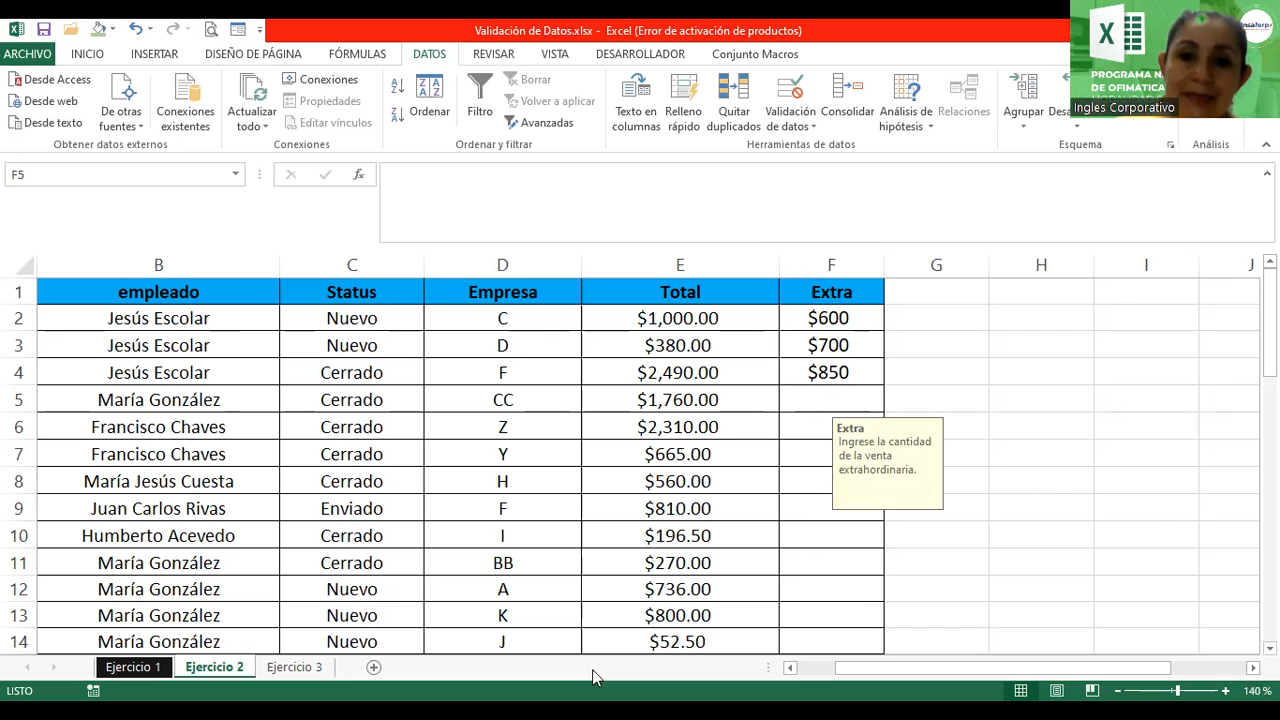 Validación de Datos.xlsx - Excel (Error de activación de productos)
ARCHIVO INICIO INSERTAR DISEÑO DE PÁGINA FÓRMULAS DATOS REVISAR VISTA DESARROLLADOR Conjunto Macros
PROGRAMA N
DE OFIMÁTICA
Ingles Corporativo
Desde Access
Desde web
Desde texto
De otras fuentes
Conexiones existentes
Actualizar todo
Conexiones
Propiedades
Editar vínculos
Ordenar
Filtro
Borrar
Volver a aplicar
Avanzadas
Texto en columnas
Relleno rápido
Quitar duplicados
Validación de datos
Consolidar
Análisis de hipótesis
Relaciones
Agrupar
Desa
Obtener datos externos Conexiones Ordenar y filtrar Herramientas de datos Esquema Análisis
F5 fx
B C D E F G H I J
1 empleado Status Empresa Total Extra
2 Jesús Escolar Nuevo C $1,000.00 $600
3 Jesús Escolar Nuevo D $380.00 $700
4 Jesús Escolar Cerrado F $2,490.00 $850
5 María González Cerrado CC $1,760.00
6 Francisco Chaves Cerrado Z $2,310.00
7 Francisco Chaves Cerrado Y $665.00
8 María Jesús Cuesta Cerrado H $560.00
9 Juan Carlos Rivas Enviado F $810.00
10 Humberto Acevedo Cerrado I $196.50
11 María González Cerrado BB $270.00
12 María González Nuevo A $736.00
13 María González Nuevo K $800.00
14 María González Nuevo J $52.50
Extra
Ingrese la cantidad
de la venta
extrahordinaria.
Ejercicio 1 Ejercicio 2 Ejercicio 3
LISTO 140 %